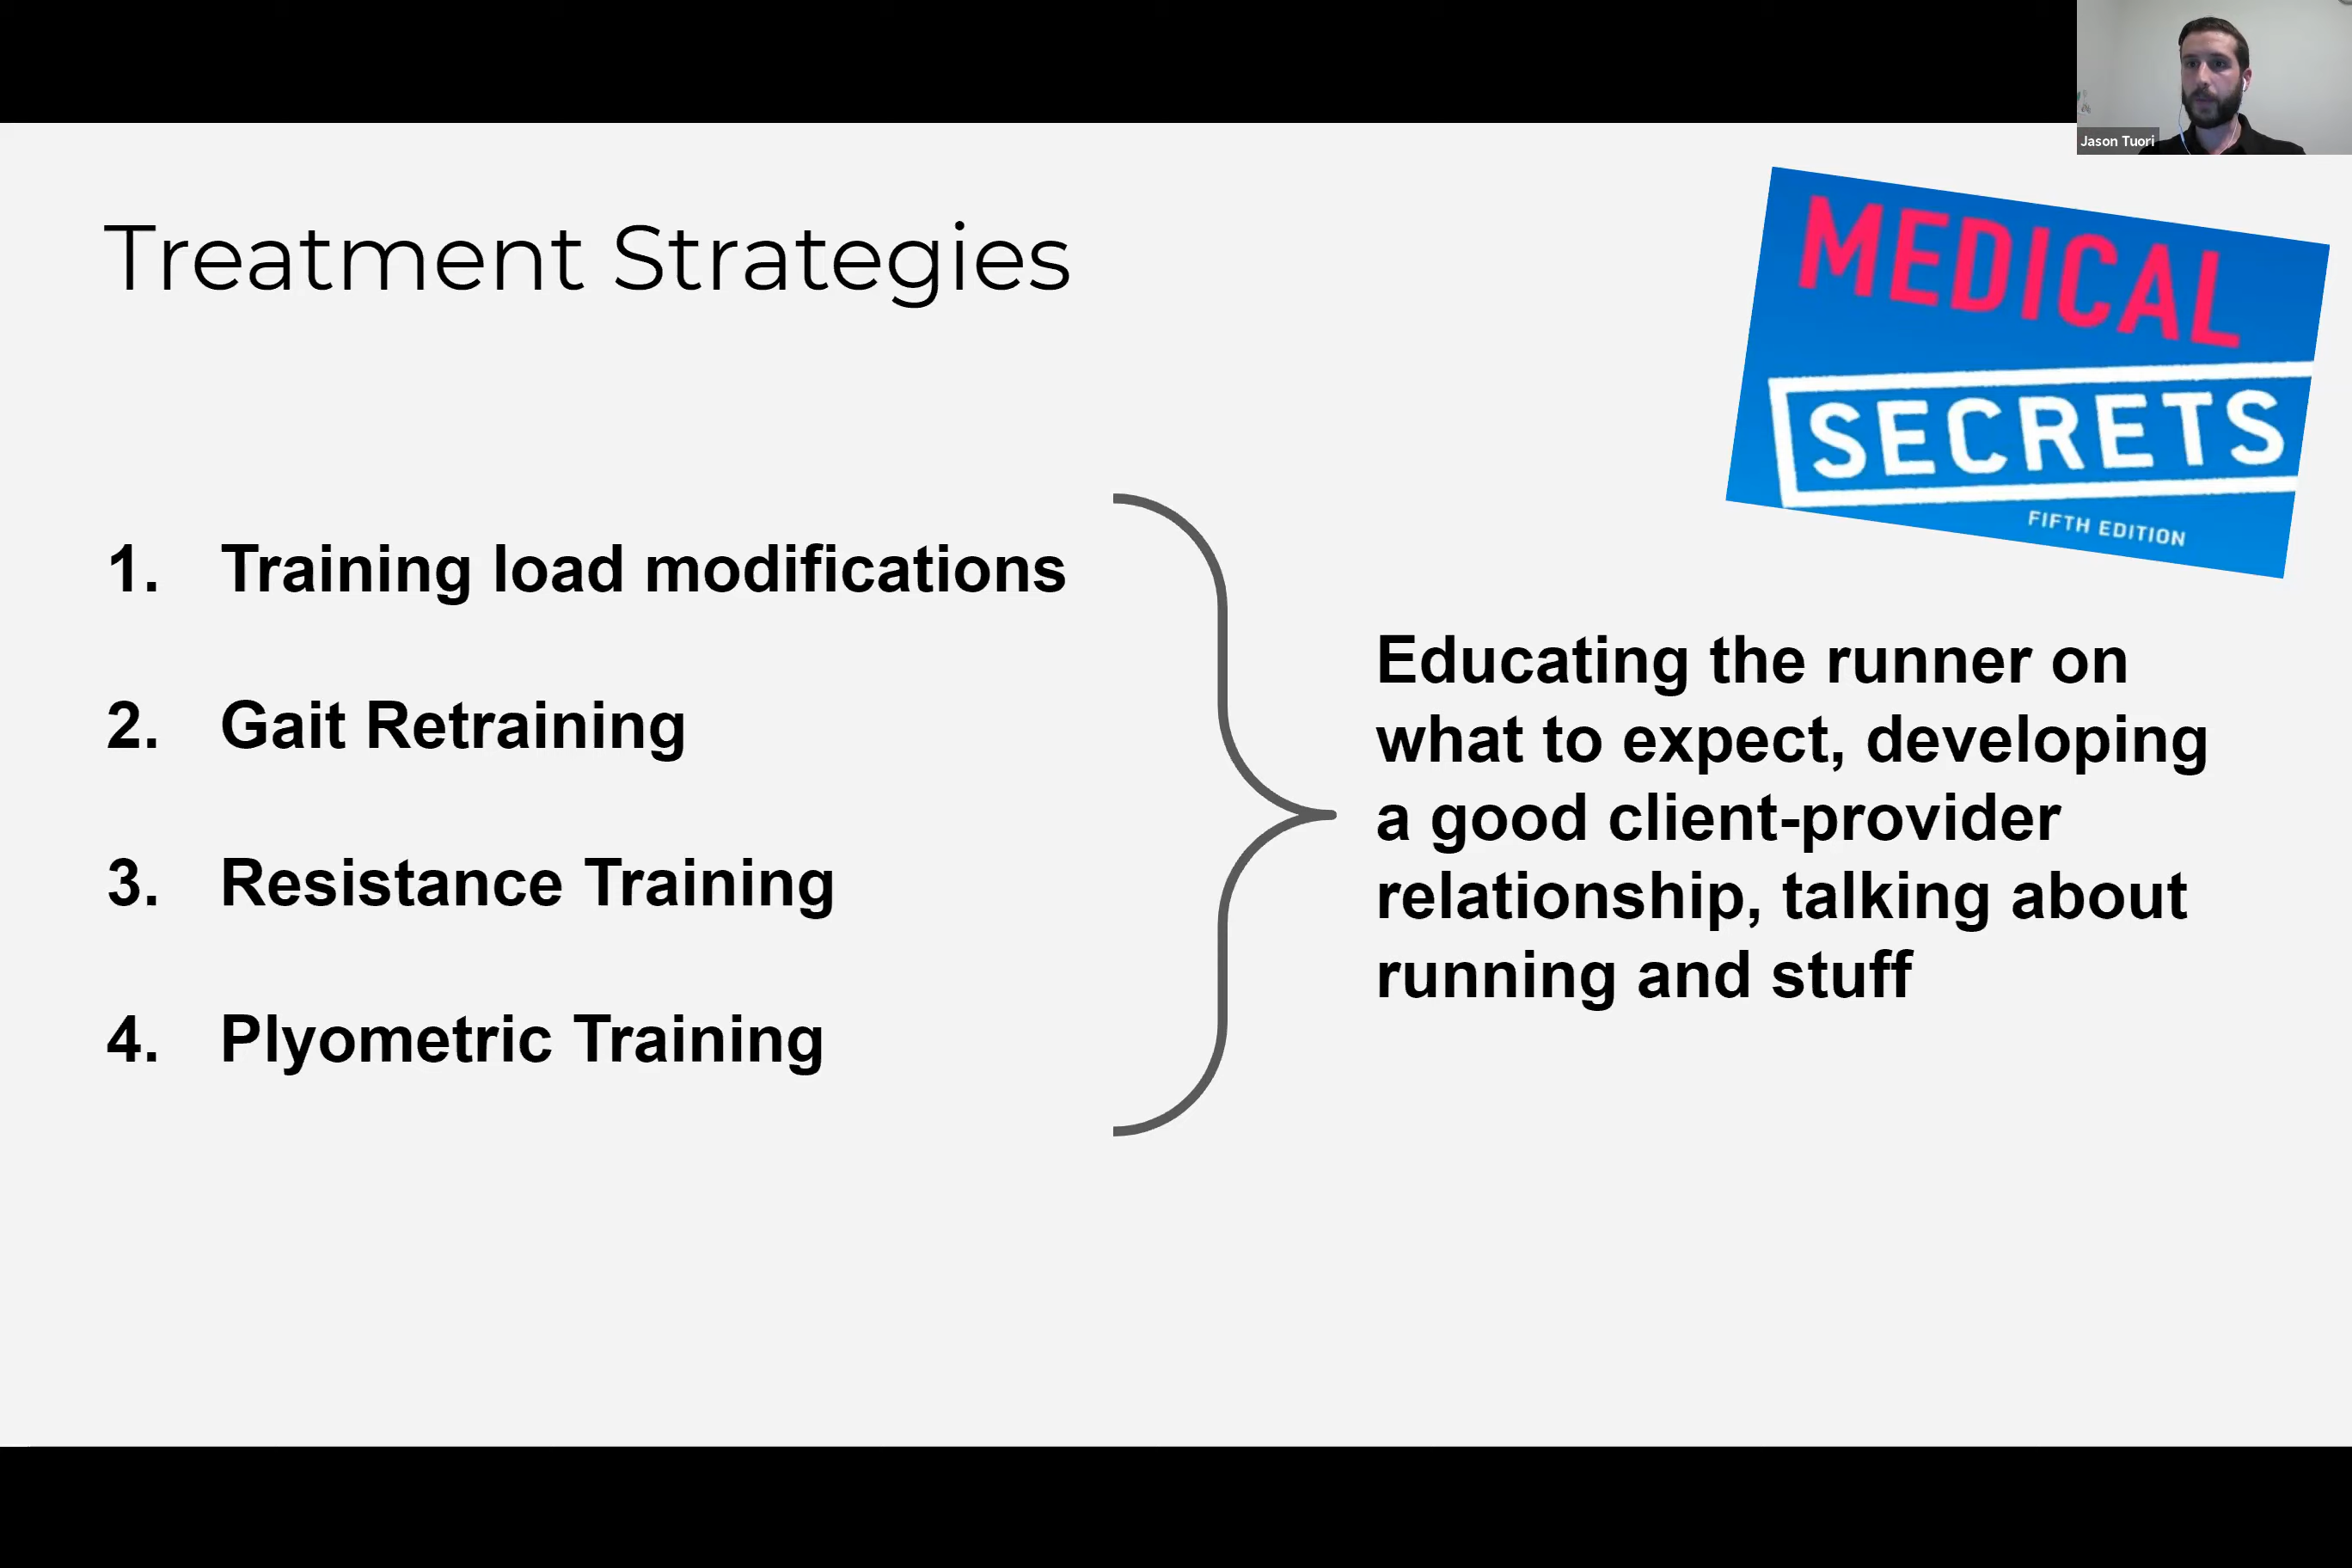 Jason Tuori
Treatment Strategies
MEDICAL
SECRETS
FIFTH EDITION
1. Training load modifications
2. Gait Retraining
3. Resistance Training
4. Plyometric Training
Educating the runner on
what to expect, developing
a good client-provider
relationship, talking about
running and stuff